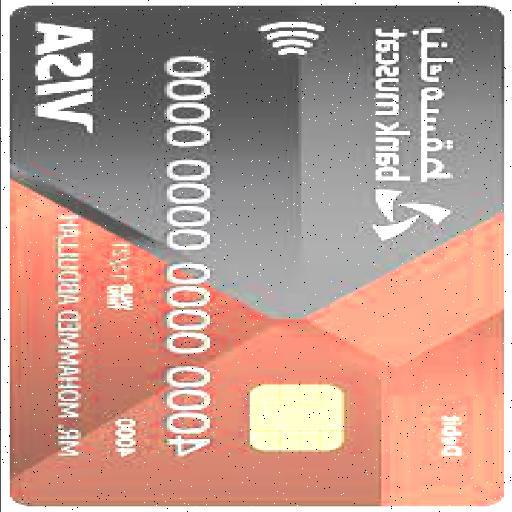 بنك مسقط
bank muscat
Debit
4000 0000 0000 0000
4000
MR. MOHAMMED ABDULLAH
VISA